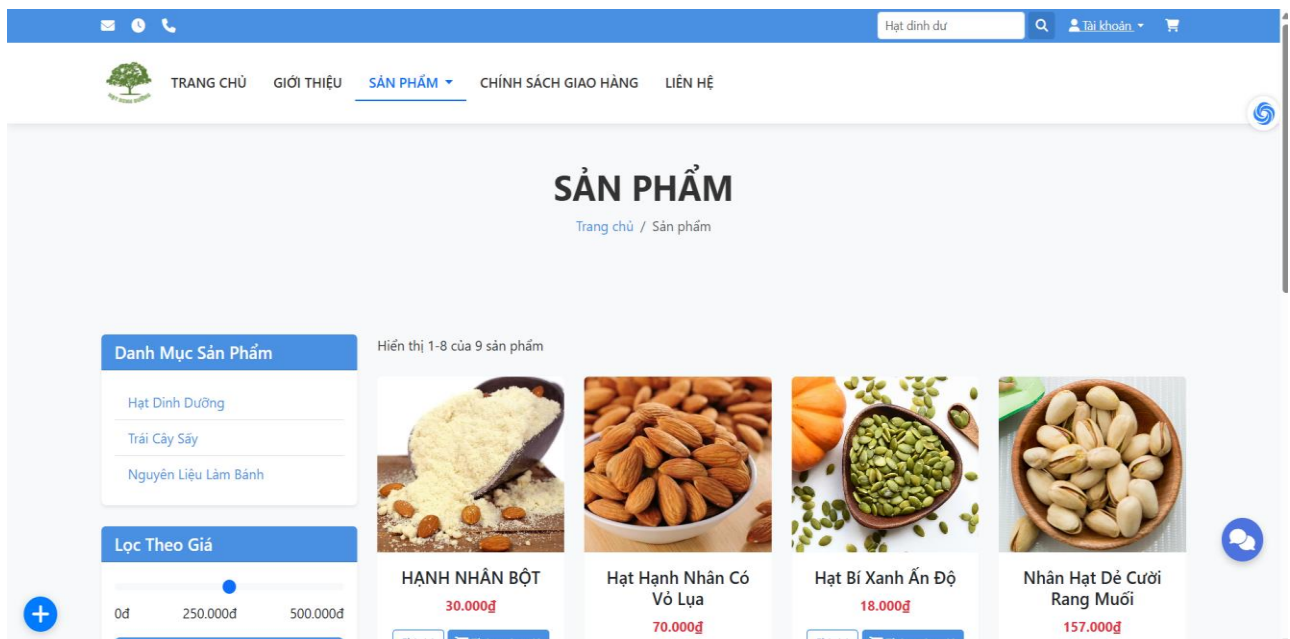 Hạt dinh dư
Tài khoản
TRANG CHỦ GIỚI THIỆU SẢN PHẨM CHÍNH SÁCH GIAO HÀNG LIÊN HỆ
SẢN PHẨM
Trang chủ / Sản phẩm
Danh Mục Sản Phẩm
Hạt Dinh Dưỡng
Trái Cây Sấy
Nguyên Liệu Làm Bánh
Lọc Theo Giá
0đ 250.000đ 500.000đ
Hiển thị 1-8 của 9 sản phẩm
HẠNH NHÂN BỘT
30.000₫
Hạt Hạnh Nhân Có
Vỏ Lụa
70.000₫
Hạt Bí Xanh Ấn Độ
18.000₫
Nhân Hạt Dẻ Cười
Rang Muối
157.000₫